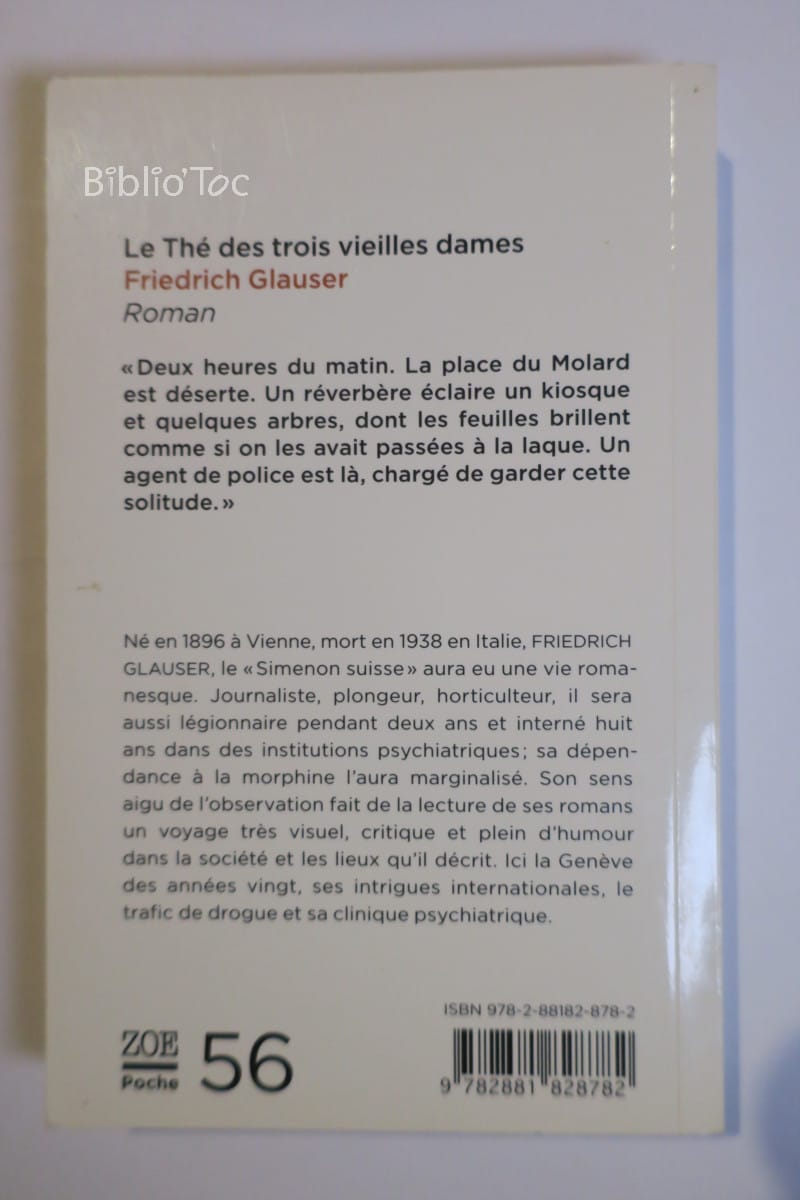 Biblio'Toc
Le Thé des trois vieilles dames
Friedrich Glauser
Roman
« Deux heures du matin. La place du Molard
est déserte. Un réverbère éclaire un kiosque
et quelques arbres, dont les feuilles brillent
comme si on les avait passées à la laque. Un
agent de police est là, chargé de garder cette
solitude. »
Né en 1896 à Vienne, mort en 1938 en Italie, FRIEDRICH
GLAUSER, le « Simenon suisse » aura eu une vie roma-
nesque. Journaliste, plongeur, horticulteur, il sera
aussi légionnaire pendant deux ans et interné huit
ans dans des institutions psychiatriques ; sa dépen-
dance à la morphine l'aura marginalisé. Son sens
aigu de l'observation fait de la lecture de ses romans
un voyage très visuel, critique et plein d'humour
dans la société et les lieux qu'il décrit. Ici la Genève
des années vingt, ses intrigues internationales, le
trafic de drogue et sa clinique psychiatrique.
ISBN 978-2-88182-878-2
ZOE
Poche
56
9 782881 828782